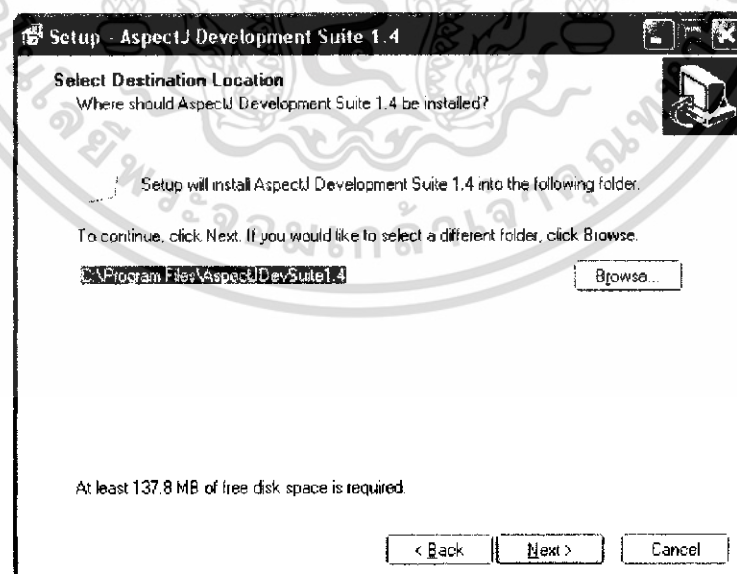 Setup - AspectJ Development Suite 1.4
Select Destination Location
Where should AspectJ Development Suite 1.4 be installed?
Setup will install AspectJ Development Suite 1.4 into the following folder.
To continue, click Next. If you would like to select a different folder, click Browse.
C:\Program Files\AspectJDevSuite1.4
Browse...
At least 137.8 MB of free disk space is required.
< Back
Next >
Cancel